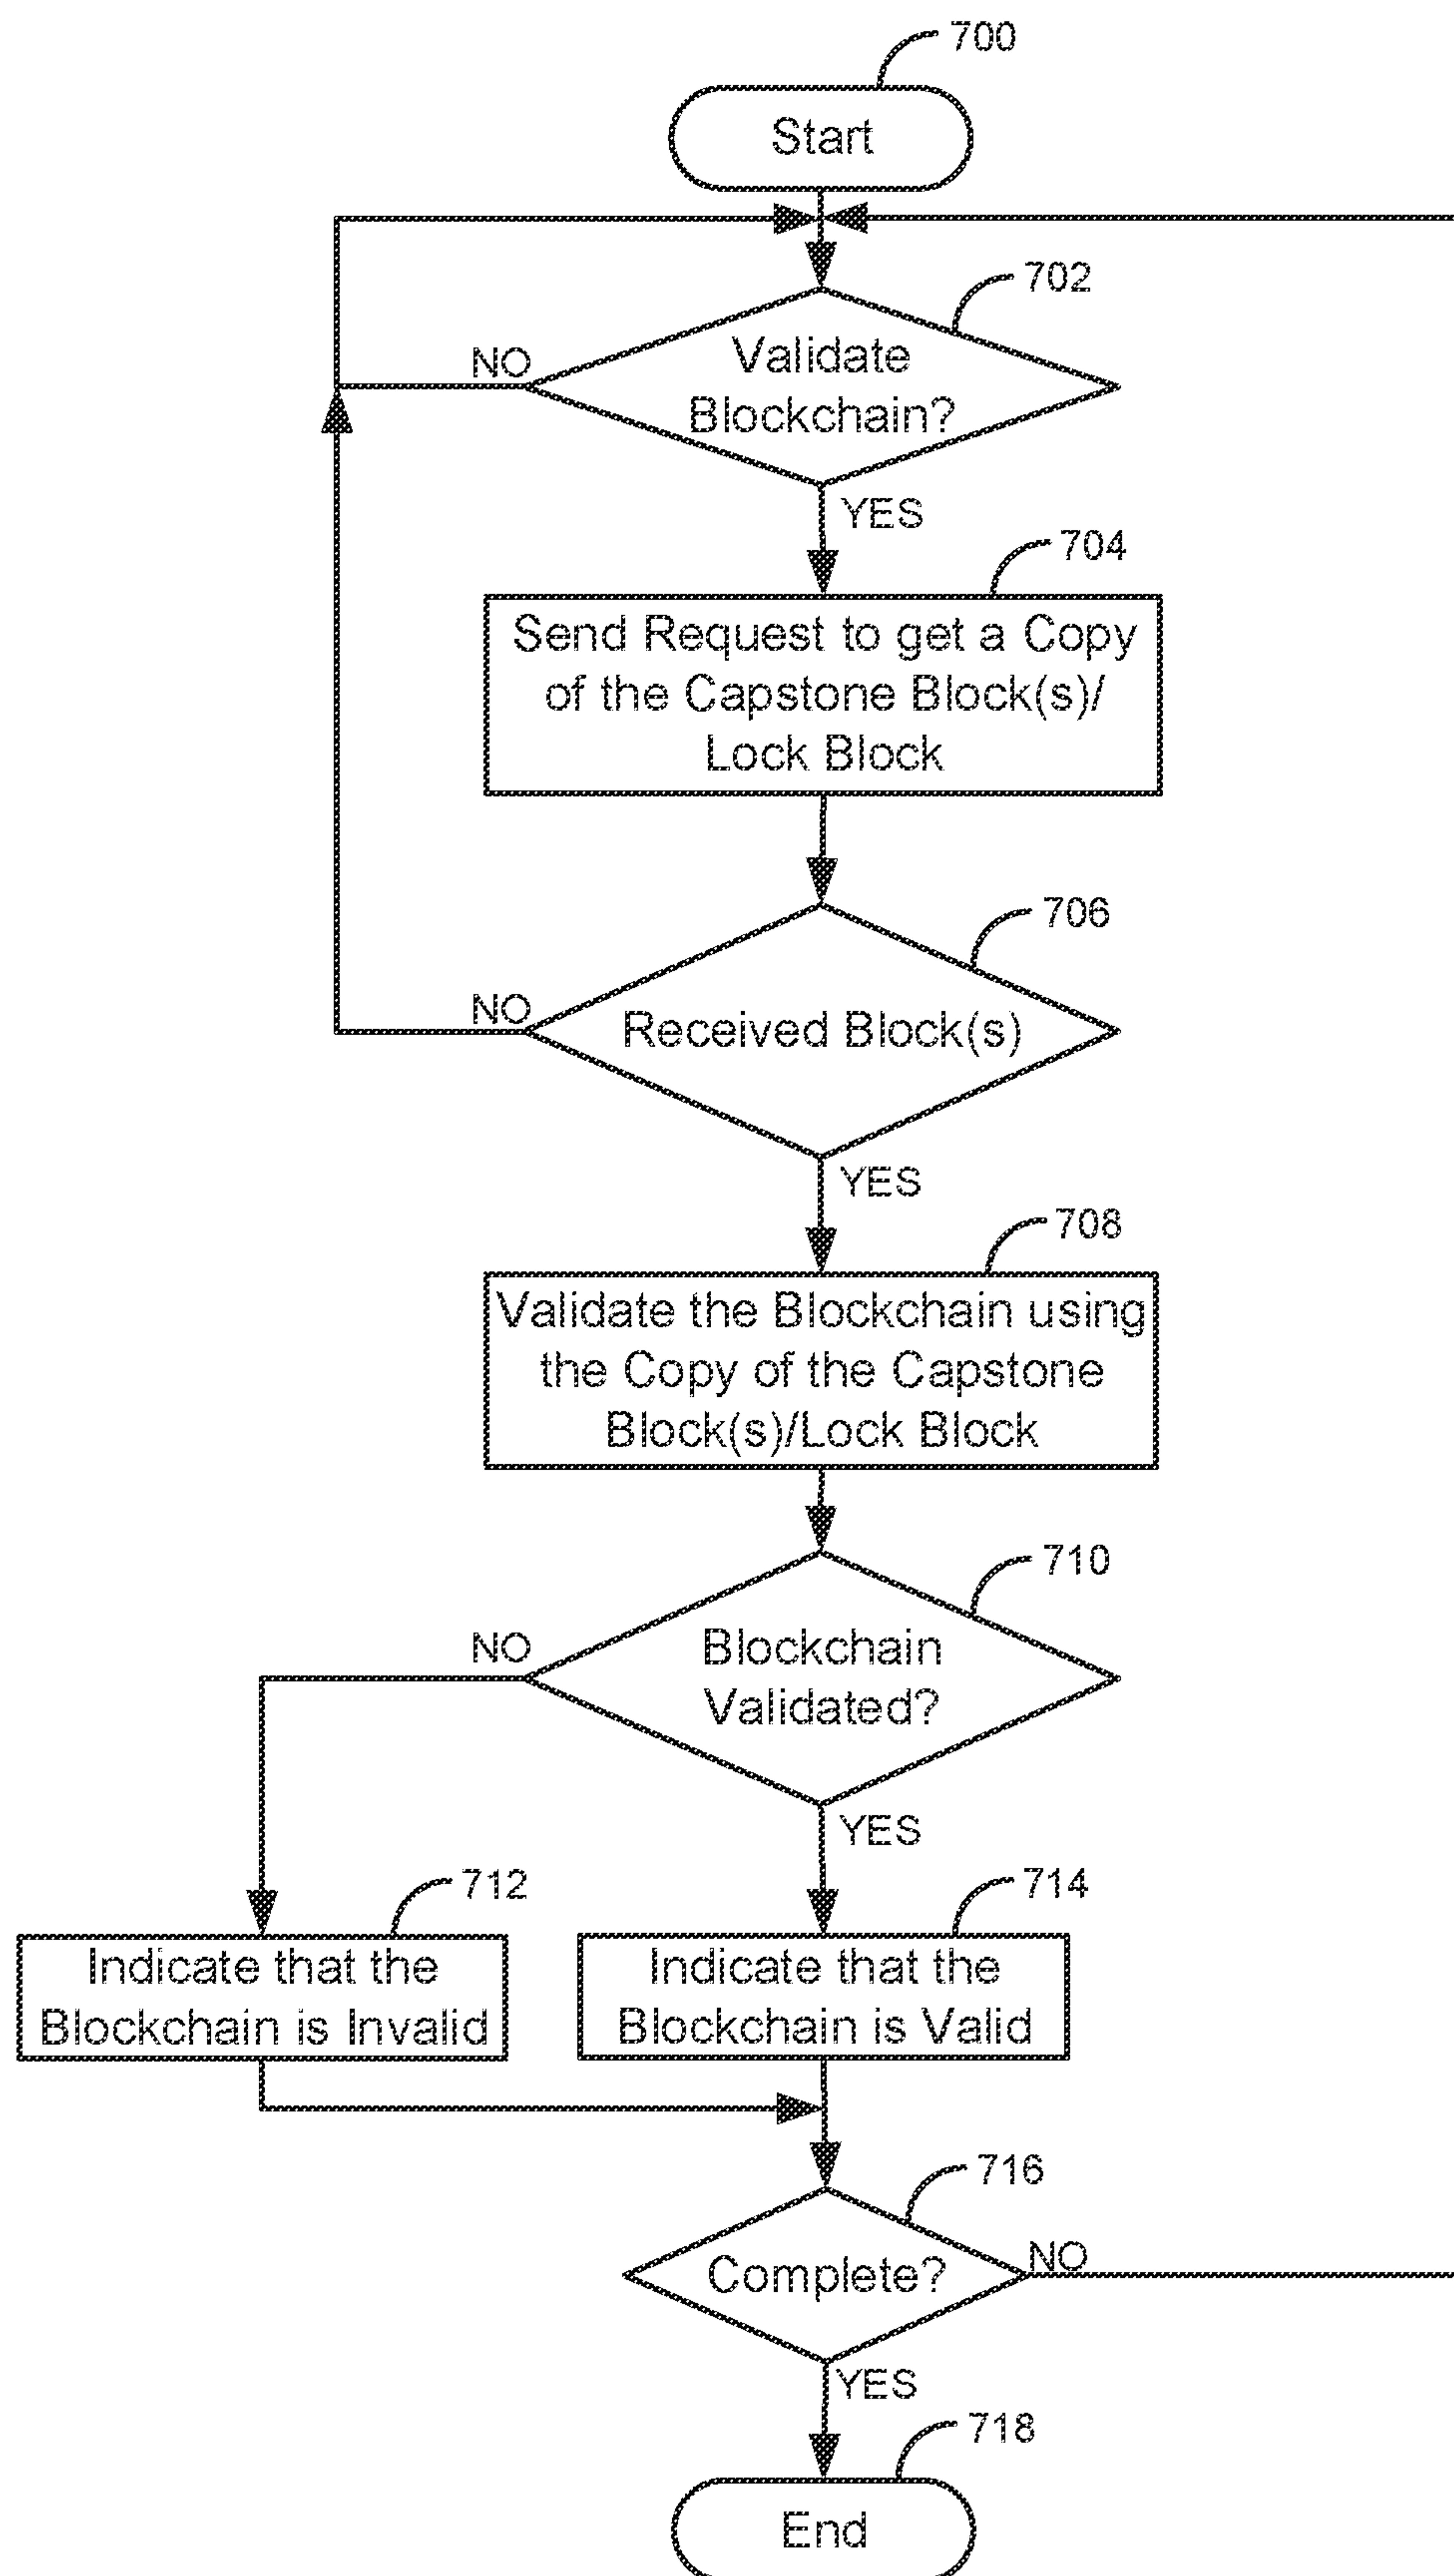 700
Start
702
Validate
Blockchain?
NO
YES
704
Send Request to get a Copy
of the Capstone Block(s)/
Lock Block
706
Received Block(s)
NO
YES
708
Validate the Blockchain using
the Copy of the Capstone
Block(s)/Lock Block
710
Blockchain
Validated?
NO
YES
712
Indicate that the
Blockchain is Invalid
714
Indicate that the
Blockchain is Valid
716
Complete?
NO
YES
718
End